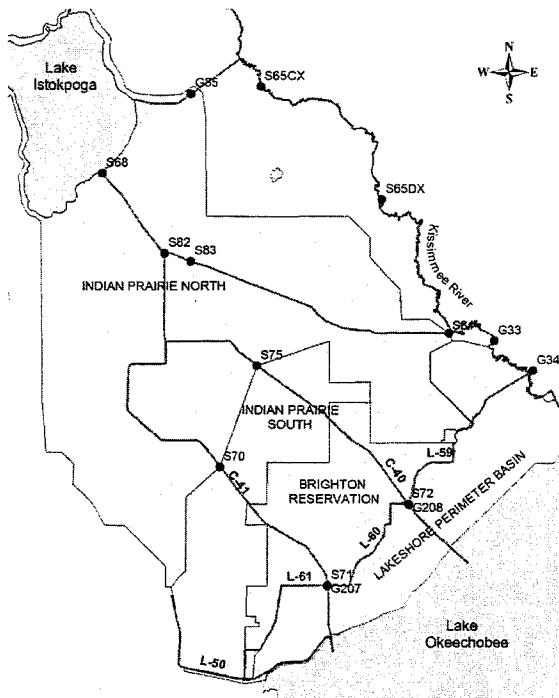 Lake
Istokpoga
N
W E
S
G85
S65CX
S68
S65DX
S82
S83
Kissimmee River
INDIAN PRAIRIE NORTH
S84
G33
S75
G34
INDIAN PRAIRIE
SOUTH
L-59
S70
C-41
C-40
BRIGHTON
RESERVATION
S72
G208
L-60
LAKESHORE PERIMETER BASIN
L-61
S71
G207
Lake
Okeechobee
L-50